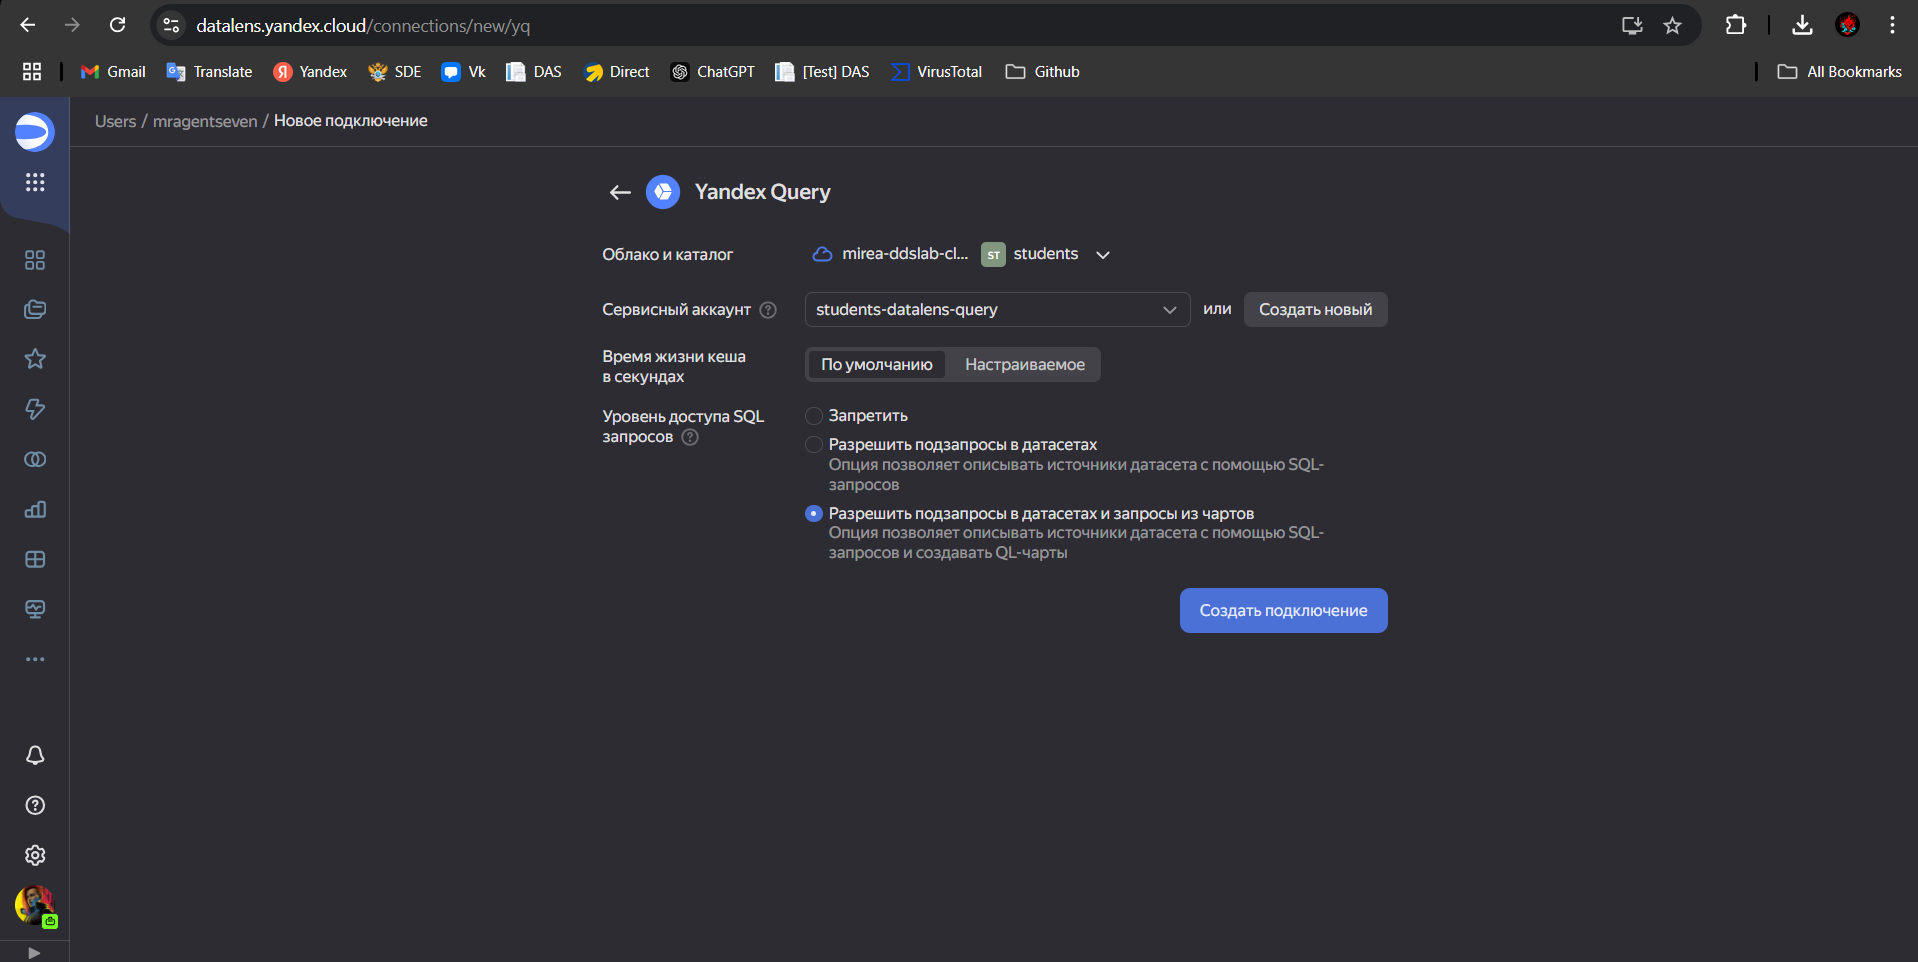 datalens.yandex.cloud/connections/new/yq
Gmail Translate Yandex SDE Vk DAS Direct ChatGPT [Test] DAS VirusTotal Github All Bookmarks
Users / mragentseven / Новое подключение
Yandex Query
Облако и каталог mirea-ddslab-cl... ST students
Сервисный аккаунт ? students-datalens-query или Создать новый
Время жизни кеша
в секундах
По умолчанию Настраиваемое
Уровень доступа SQL
запросов ?
Запретить
Разрешить подзапросы в датасетах
Опция позволяет описывать источники датасета с помощью SQL-
запросов
Разрешить подзапросы в датасетах и запросы из чартов
Опция позволяет описывать источники датасета с помощью SQL-
запросов и создавать QL-чарты
Создать подключение